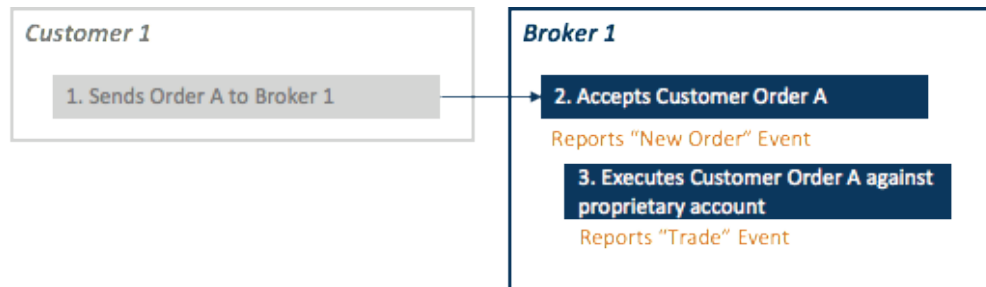 Customer 1
1. Sends Order A to Broker 1
Broker 1
2. Accepts Customer Order A
Reports “New Order” Event
3. Executes Customer Order A against
proprietary account
Reports “Trade” Event